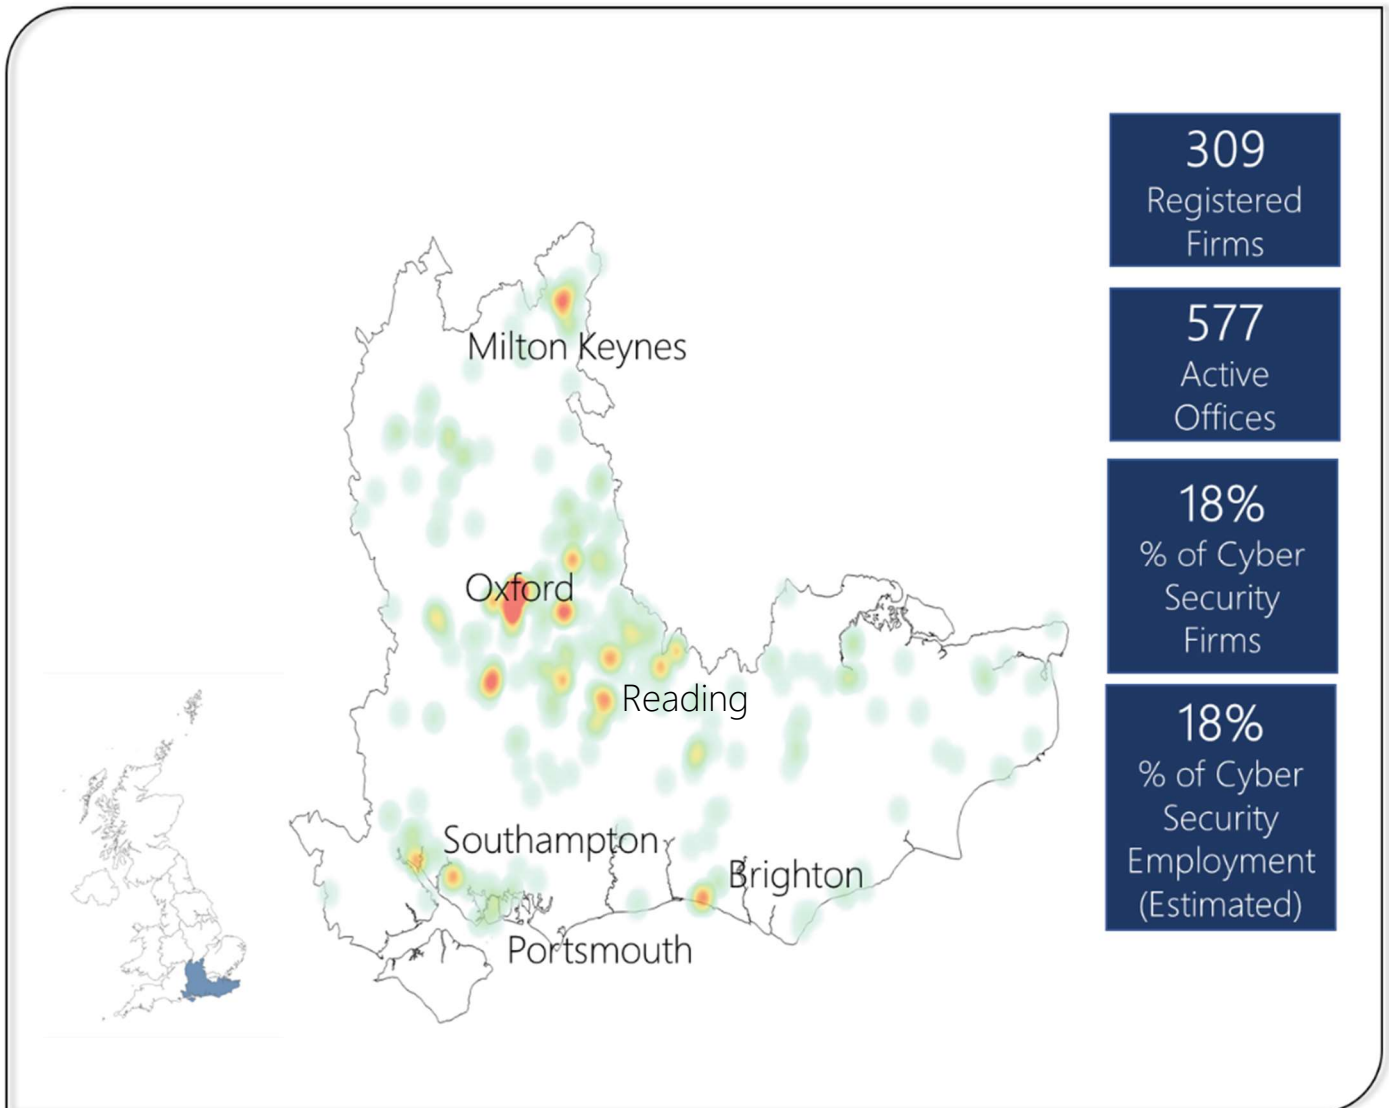 309
Registered
Firms
577
Active
Offices
18%
% of Cyber
Security
Firms
18%
% of Cyber
Security
Employment
(Estimated)
Milton Keynes
Oxford
Reading
Southampton
Brighton
Portsmouth